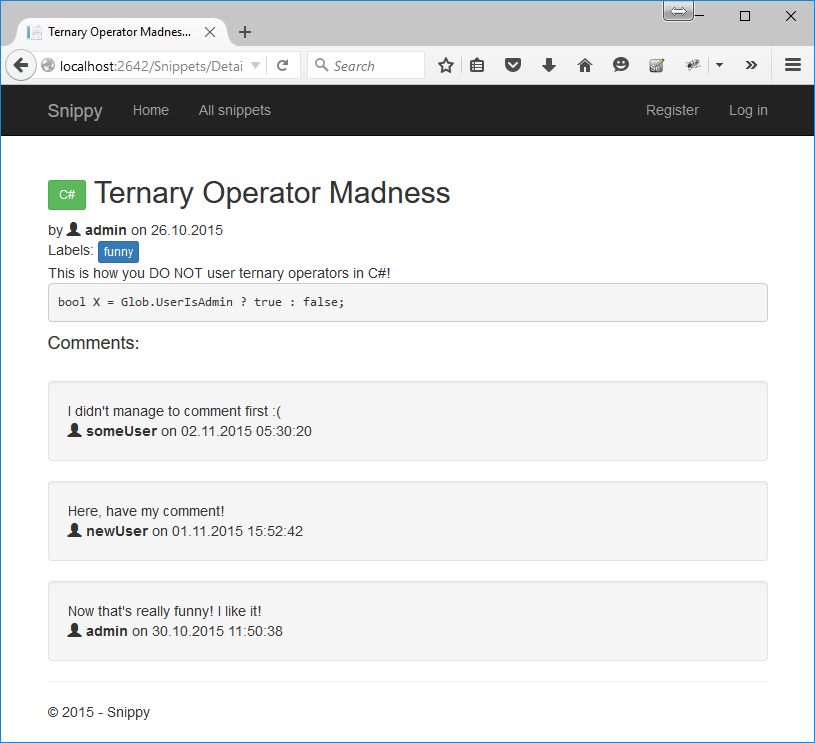 Ternary Operator Madnes...
localhost:2642/Snippets/Detai
Search
Snippy Home All snippets Register Log in
C# Ternary Operator Madness
by admin on 26.10.2015
Labels: funny
This is how you DO NOT user ternary operators in C#!
bool X = Glob.UserIsAdmin ? true : false;
Comments:
I didn't manage to comment first :(
someUser on 02.11.2015 05:30:20
Here, have my comment!
newUser on 01.11.2015 15:52:42
Now that's really funny! I like it!
admin on 30.10.2015 11:50:38
© 2015 - Snippy